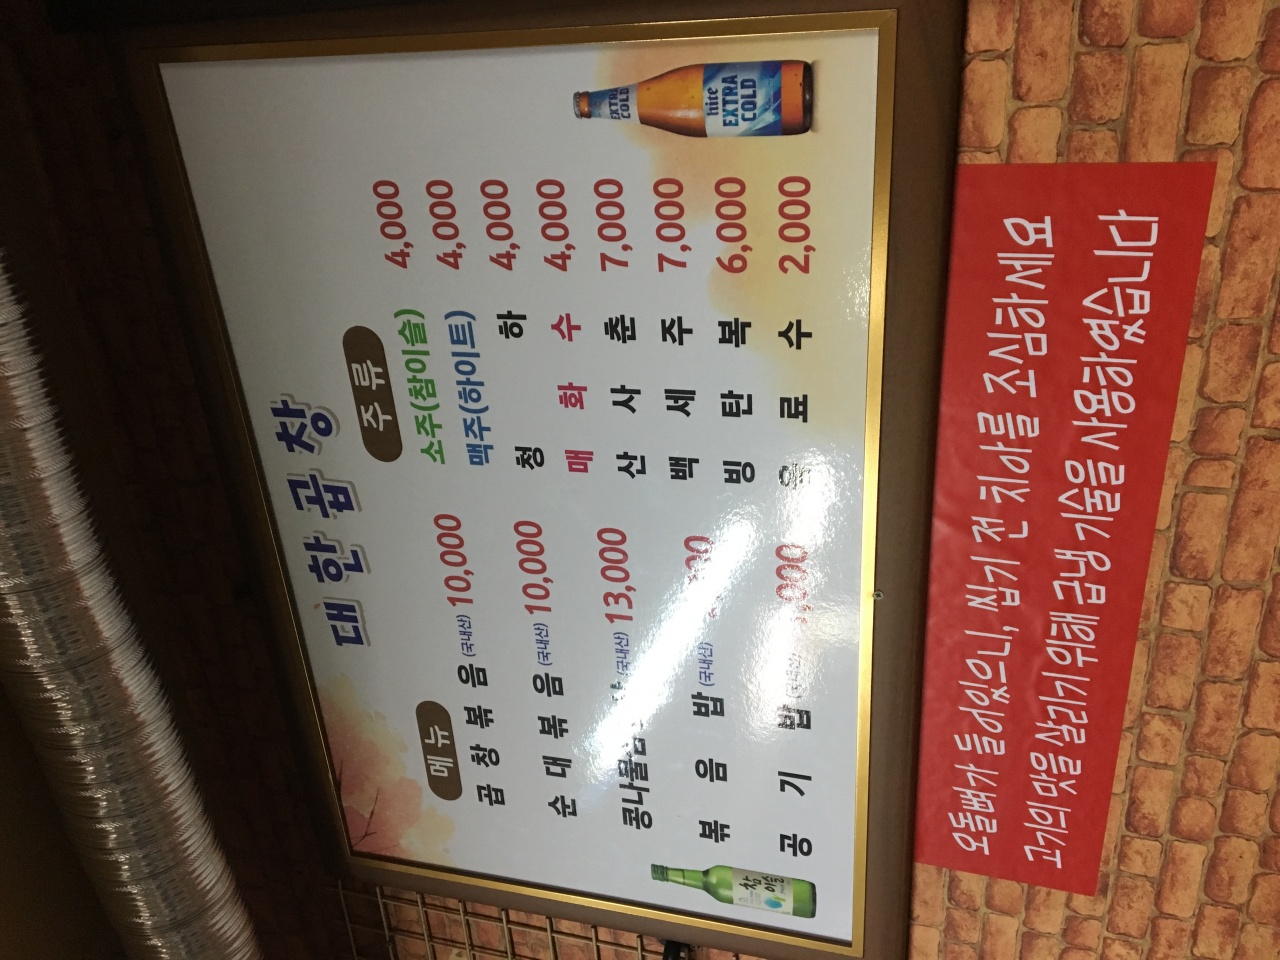 대한곱창
메뉴
곱창볶음 (국내산) 10,000
순대볶음 (국내산) 10,000
(국내산) 13,000
볶음밥 (국내산)
공기밥
주류
소주(참이슬) 4,000
맥주(하이트) 4,000
청하 4,000
매화수 4,000
산사춘 7,000
백세주 7,000
빙탄복 6,000
음료수 2,000
참이슬
EXTRA COLD
hite
EXTRA
COLD
오돌뼈가 들어있으니, 씹기 전 치아를 조심하세요
고기의 맛을 살리기 위해 급냉 기술을 사용하였습니다